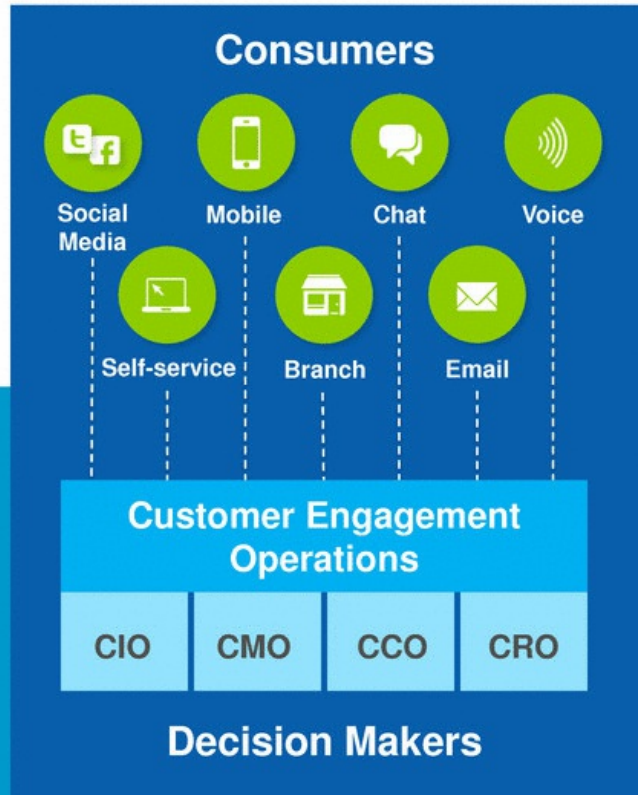 Consumers
Social
Media
Mobile
Chat
Voice
Self-service
Branch
Email
Customer Engagement
Operations
CIO
CMO
CCO
CRO
Decision Makers